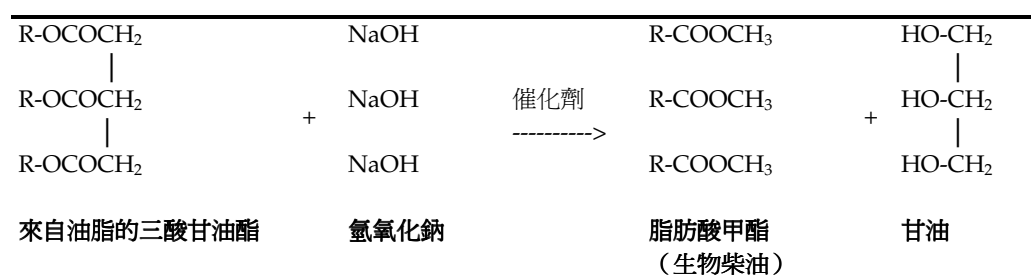 R-OCOCH₂ NaOH R-COOCH₃ HO-CH₂
| |
R-OCOCH₂ + NaOH 催化劑 R-COOCH₃ + HO-CH₂
| ----------> |
R-OCOCH₂ NaOH R-COOCH₃ HO-CH₂
來自油脂的三酸甘油酯 氫氧化鈉 脂肪酸甲酯 甘油
（生物柴油）